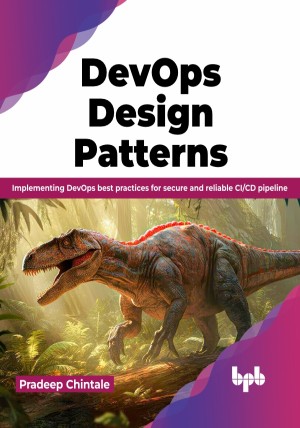 DevOps
Design
Patterns
Implementing DevOps best practices for secure and reliable CI/CD pipeline
Pradeep Chintale
bpb